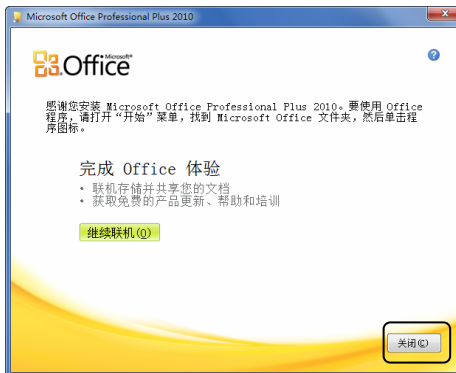 Microsoft Office Professional Plus 2010
Microsoft®
Office
感谢您安装 Microsoft Office Professional Plus 2010。要使用 Office
程序，请打开“开始”菜单，找到 Microsoft Office 文件夹，然后单击程
序图标。
完成 Office 体验
• 联机存储并共享您的文档
• 获取免费的产品更新、帮助和培训
继续联机(O)
关闭(C)